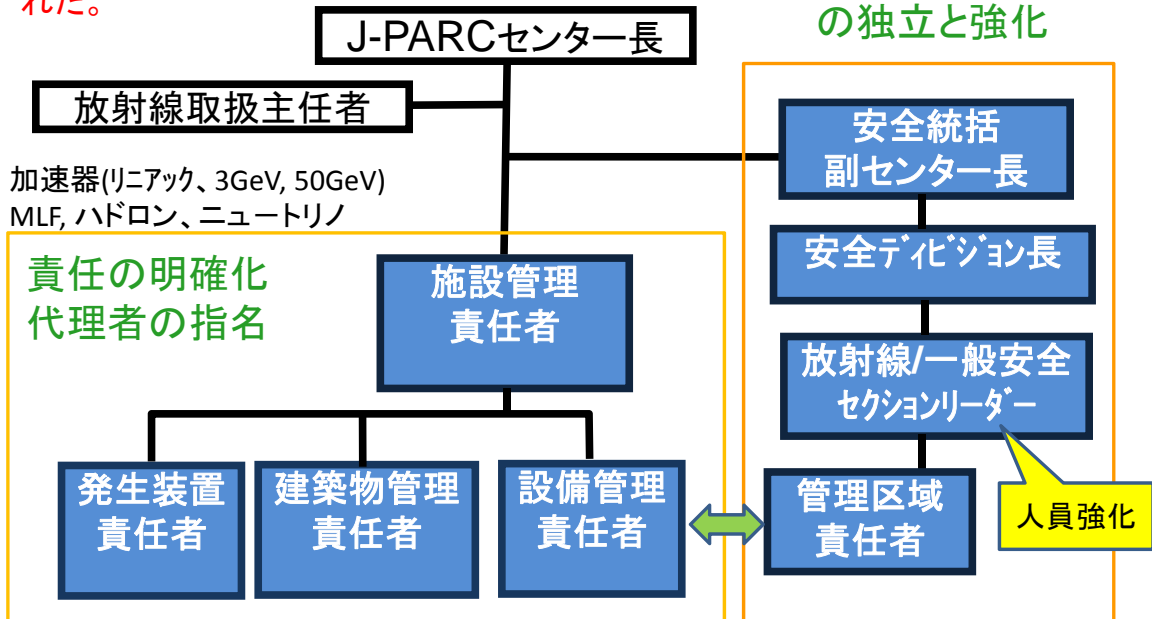 れた。
の独立と強化
J-PARCセンター長
放射線取扱主任者
安全統括
副センター長
加速器(リニアック、3GeV, 50GeV)
MLF, ハドロン、ニュートリノ
責任の明確化
代理者の指名
施設管理
責任者
安全ディビジョン長
放射線/一般安全
セクションリーダー
発生装置
責任者
建築物管理
責任者
設備管理
責任者
管理区域
責任者
人員強化